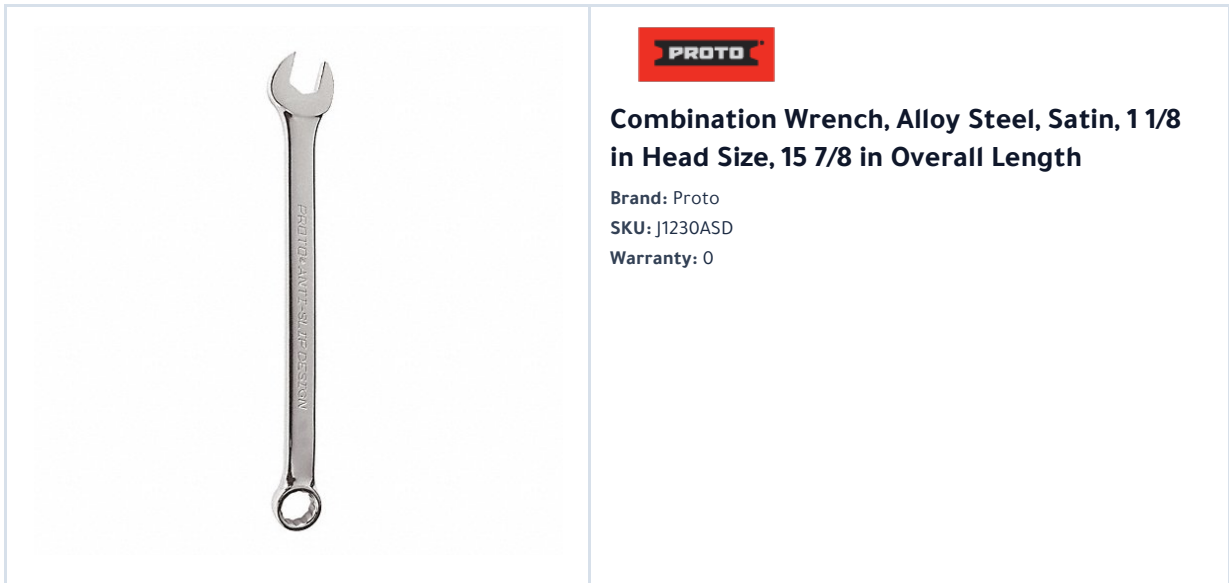 PROTO® ANTI-SLIP DESIGN
PROTO
Combination Wrench, Alloy Steel, Satin, 1 1/8
in Head Size, 15 7/8 in Overall Length
Brand: Proto
SKU: J1230ASD
Warranty: 0